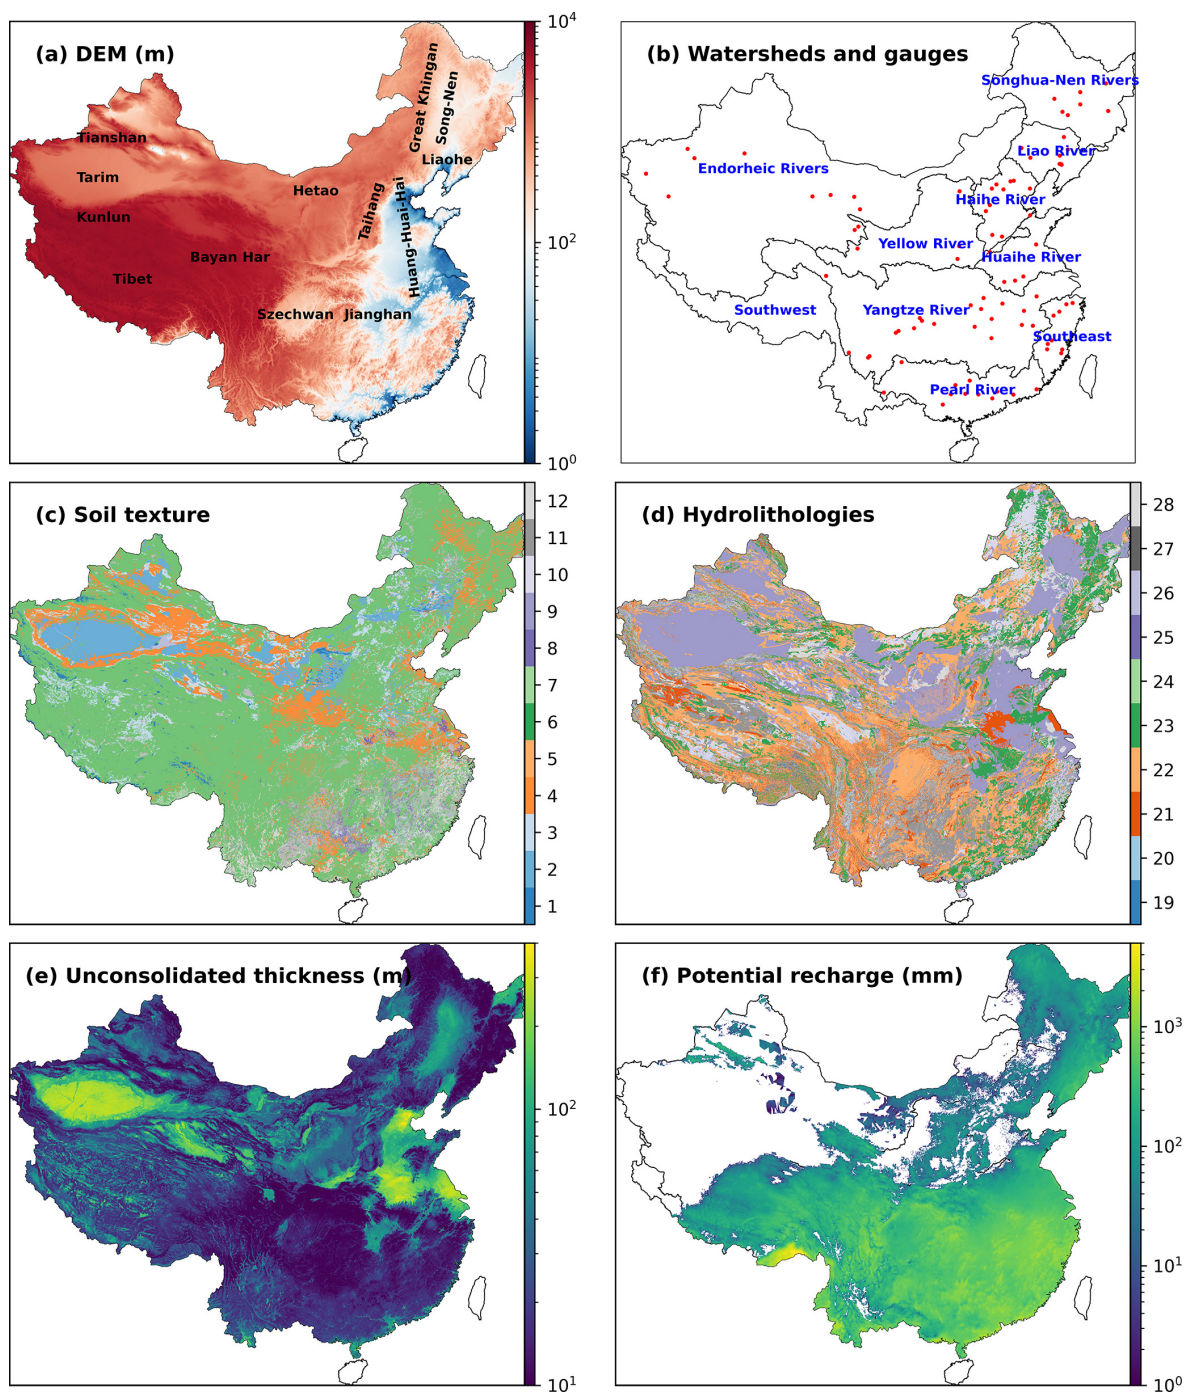 (a) DEM (m)
Great Khingan
Song-Nen
Tianshan
Liaohe
Tarim
Hetao
Kunlun
Taihang
Huang-Huai-Hai
Bayan Har
Tibet
Szechwan
Jianghan
10^4
10^2
10^0
(b) Watersheds and gauges
Songhua-Nen Rivers
Liao River
Endorheic Rivers
Haihe River
Yellow River
Huaihe River
Southwest
Yangtze River
Southeast
Pearl River
(c) Soil texture
12
11
10
9
8
7
6
5
4
3
2
1
(d) Hydrolithologies
28
27
26
25
24
23
22
21
20
19
(e) Unconsolidated thickness (m)
10^2
10^1
(f) Potential recharge (mm)
10^3
10^2
10^1
10^0